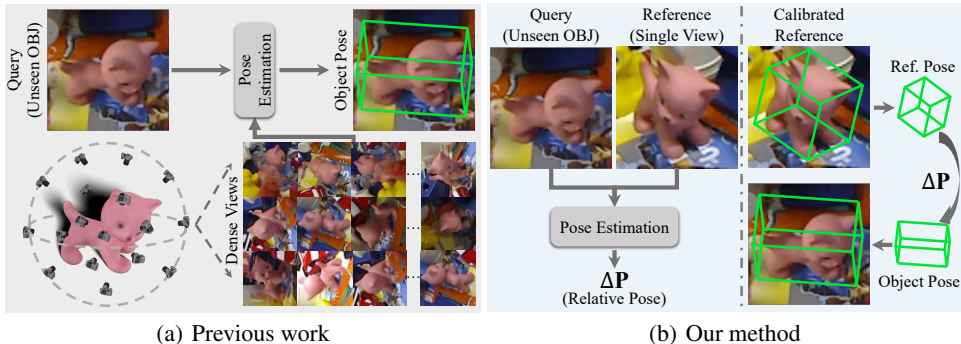 Query
(Unseen OBJ)
Pose
Estimation
Object Pose
Dense Views
(a) Previous work
Query
(Unseen OBJ)
Reference
(Single View)
Calibrated
Reference
Ref. Pose
Pose Estimation
ΔP
(Relative Pose)
ΔP
Object Pose
(b) Our method